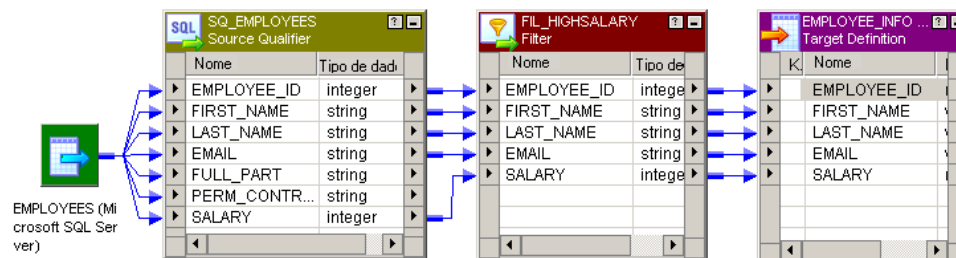 SQL
SQ_EMPLOYEES
Source Qualifier
Nome Tipo de dado
EMPLOYEE_ID integer
FIRST_NAME string
LAST_NAME string
EMAIL string
FULL_PART string
PERM_CONTR... string
SALARY integer
EMPLOYEES (Mi
crosoft SQL Ser
ver)
FIL_HIGHSALARY
Filter
Nome Tipo de
EMPLOYEE_ID intege
FIRST_NAME string
LAST_NAME string
EMAIL string
SALARY intege
EMPLOYEE_INFO ...
Target Definition
K. Nome
EMPLOYEE_ID
FIRST_NAME
LAST_NAME
EMAIL
SALARY